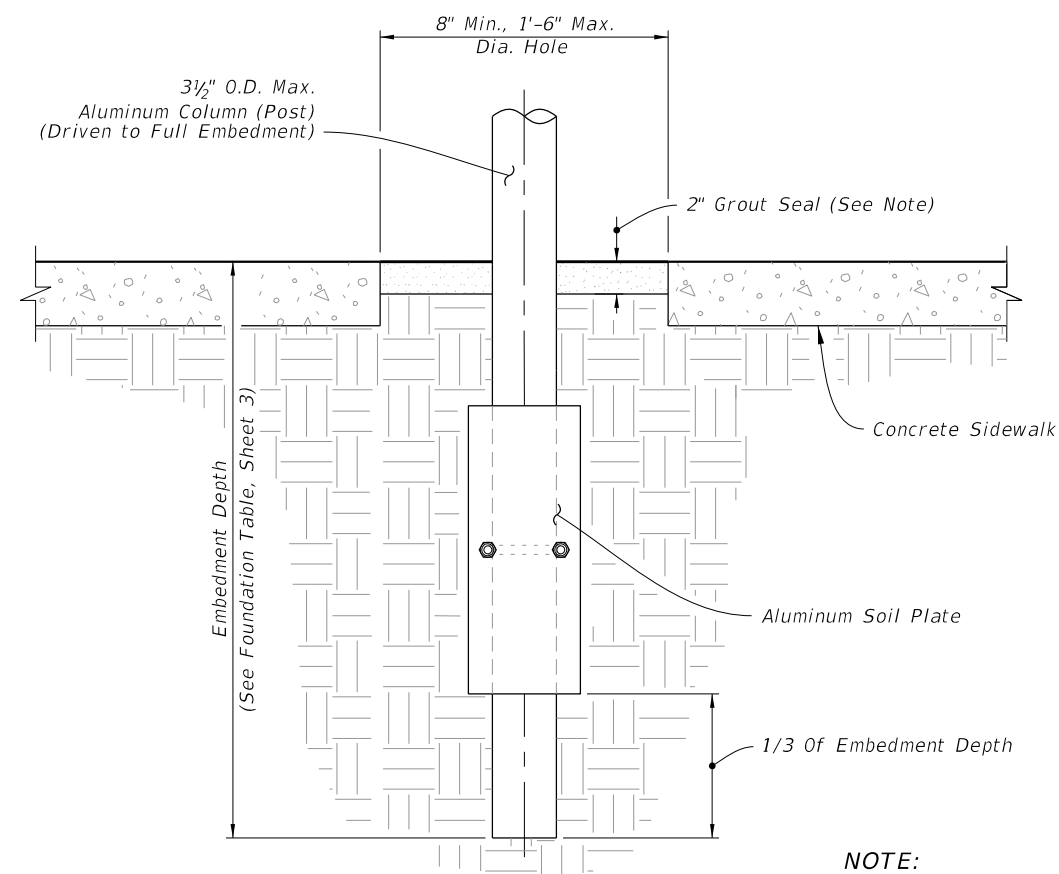 8" Min., 1'-6" Max.
Dia. Hole
3½" O.D. Max.
Aluminum Column (Post)
(Driven to Full Embedment)
2" Grout Seal (See Note)
Concrete Sidewalk
Embedment Depth
(See Foundation Table, Sheet 3)
Aluminum Soil Plate
1/3 Of Embedment Depth
NOTE: